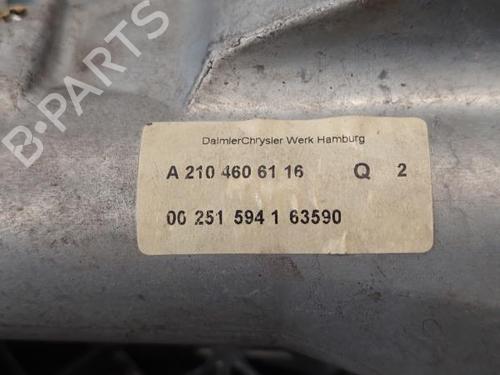 DaimlerChrysler Werk Hamburg
A 210 460 61 16 Q 2
00 251 594 1 63590
B-PARTS